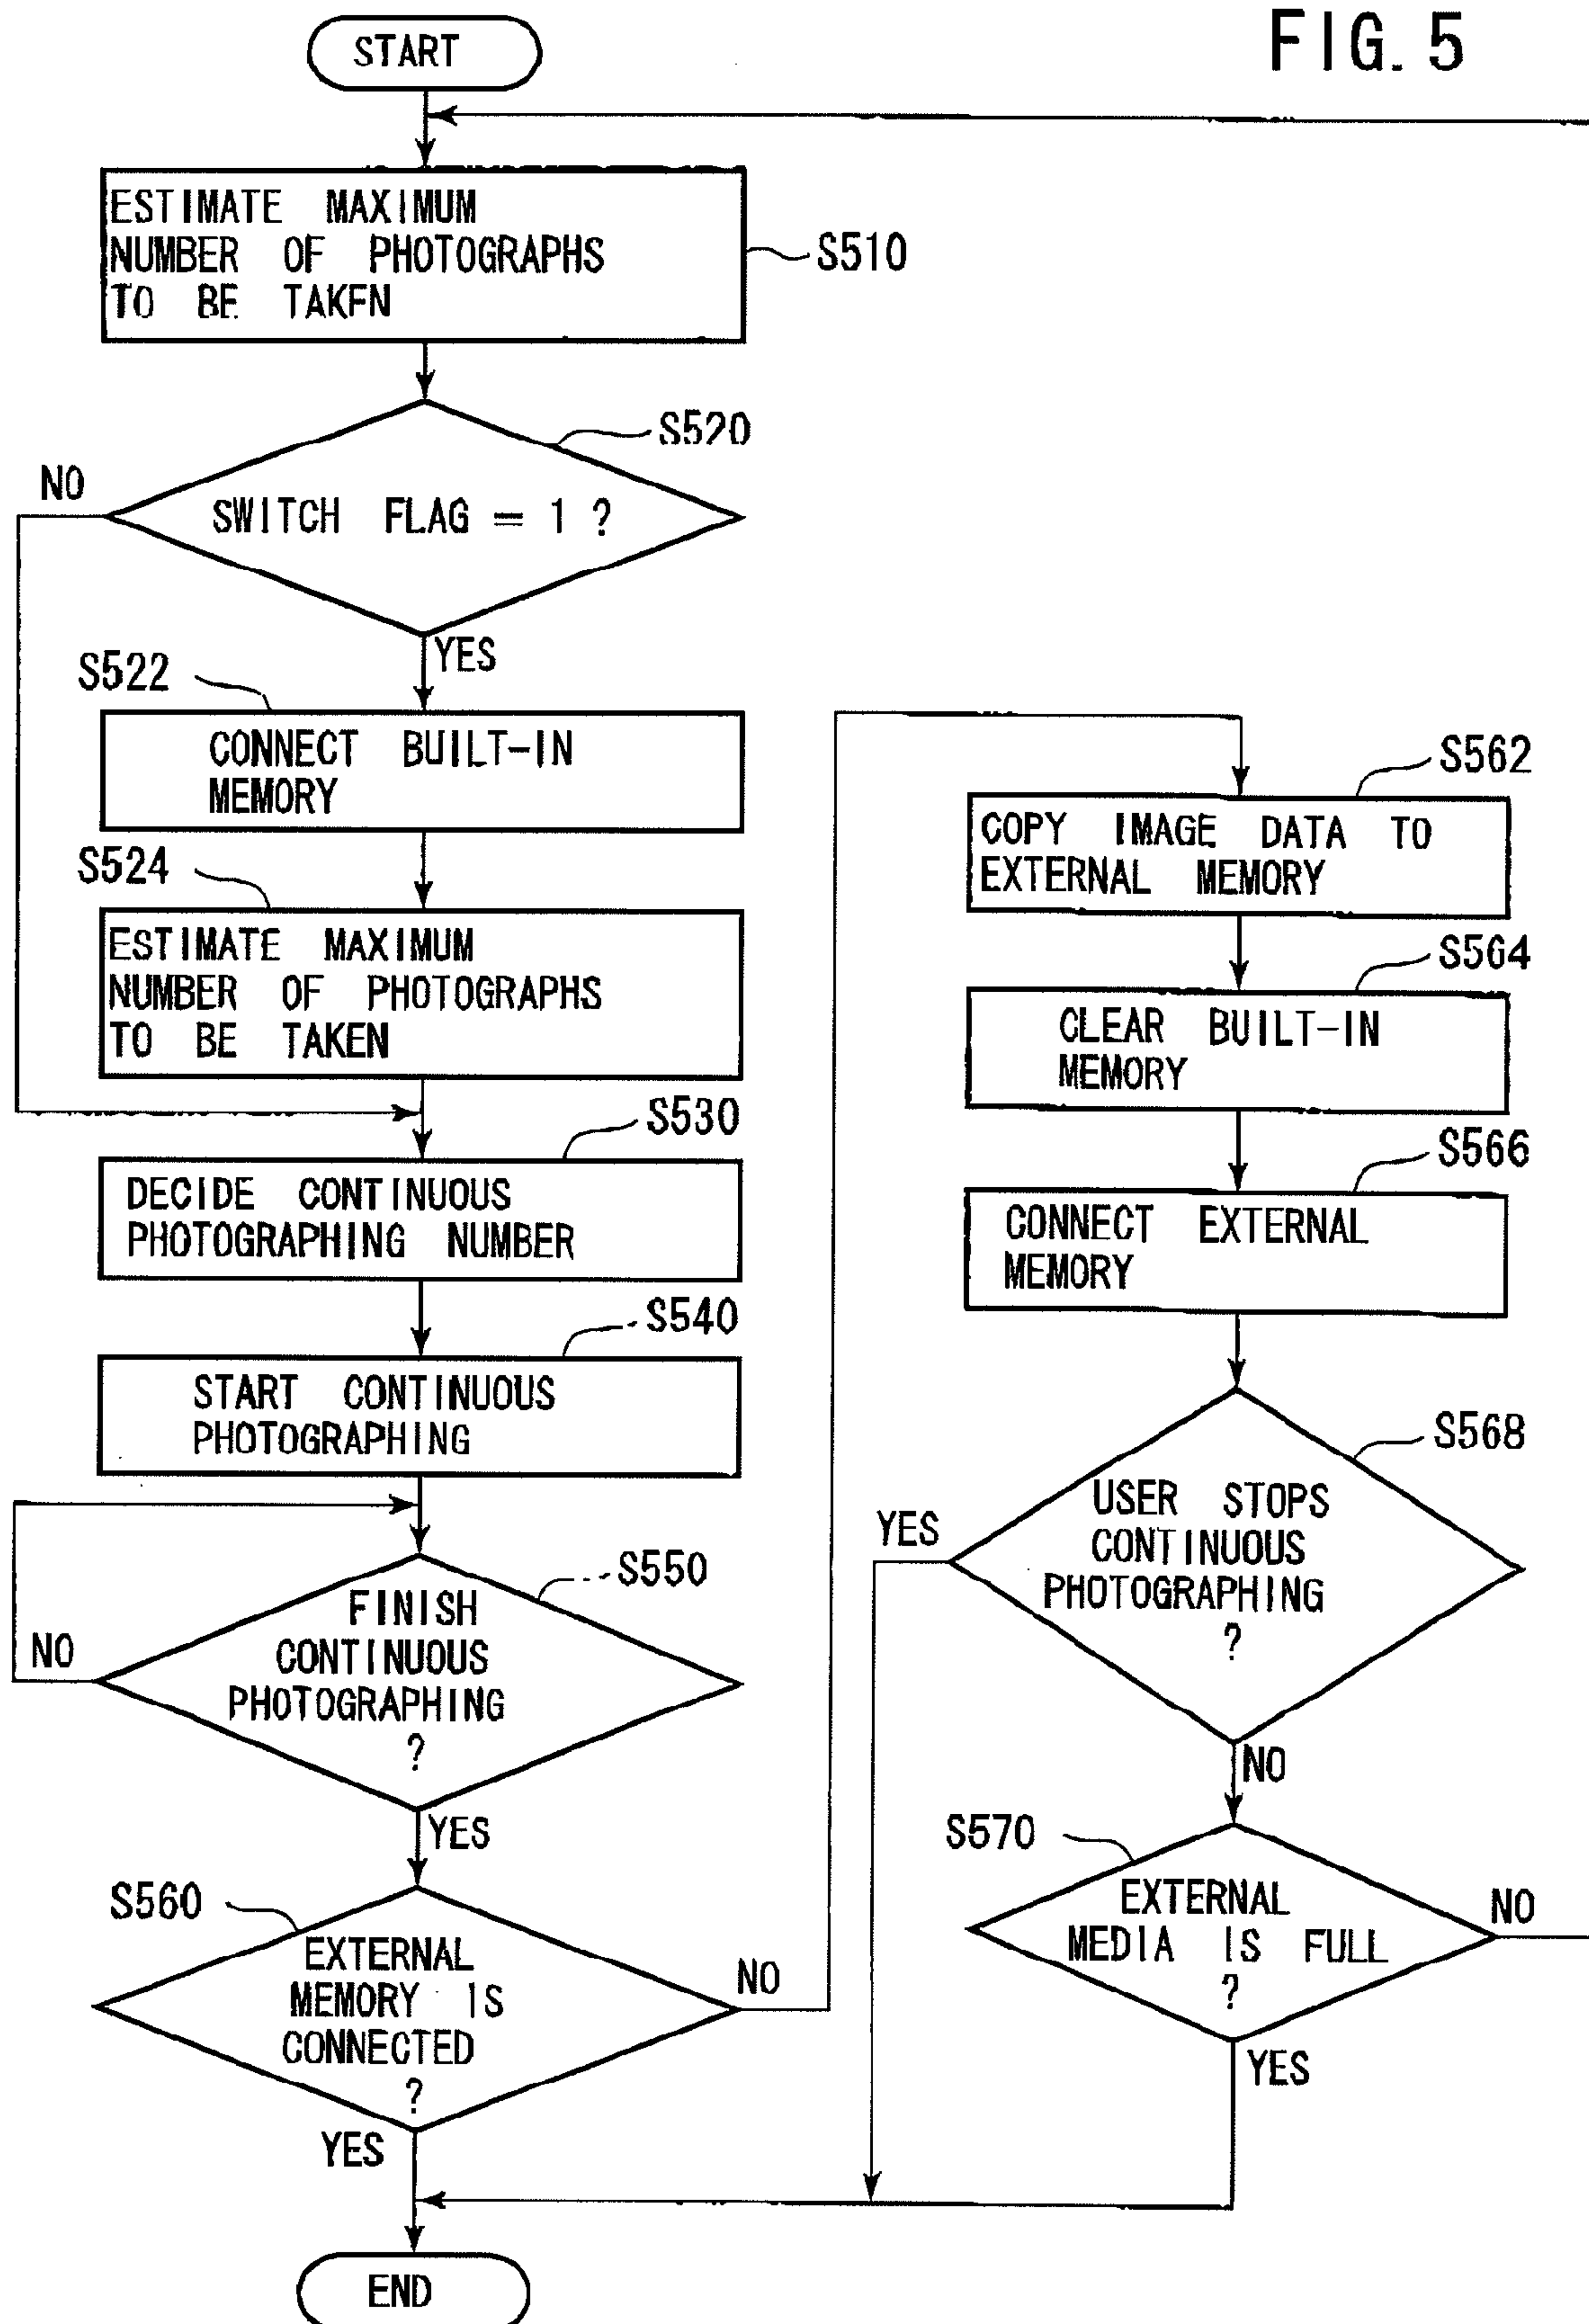 FIG. 5
START
ESTIMATE MAXIMUM
NUMBER OF PHOTOGRAPHS
TO BE TAKEN
S510
S520
NO
SWITCH FLAG = 1 ?
YES
S522
CONNECT BUILT-IN
MEMORY
S524
ESTIMATE MAXIMUM
NUMBER OF PHOTOGRAPHS
TO BE TAKEN
S530
DECIDE CONTINUOUS
PHOTOGRAPHING NUMBER
S540
START CONTINUOUS
PHOTOGRAPHING
S550
FINISH
CONTINUOUS
PHOTOGRAPHING
?
NO
YES
S560
EXTERNAL
MEMORY IS
CONNECTED
?
NO
YES
END
S562
COPY IMAGE DATA TO
EXTERNAL MEMORY
S564
CLEAR BUILT-IN
MEMORY
S566
CONNECT EXTERNAL
MEMORY
S568
USER STOPS
CONTINUOUS
PHOTOGRAPHING
?
YES
NO
S570
EXTERNAL
MEDIA IS FULL
?
NO
YES